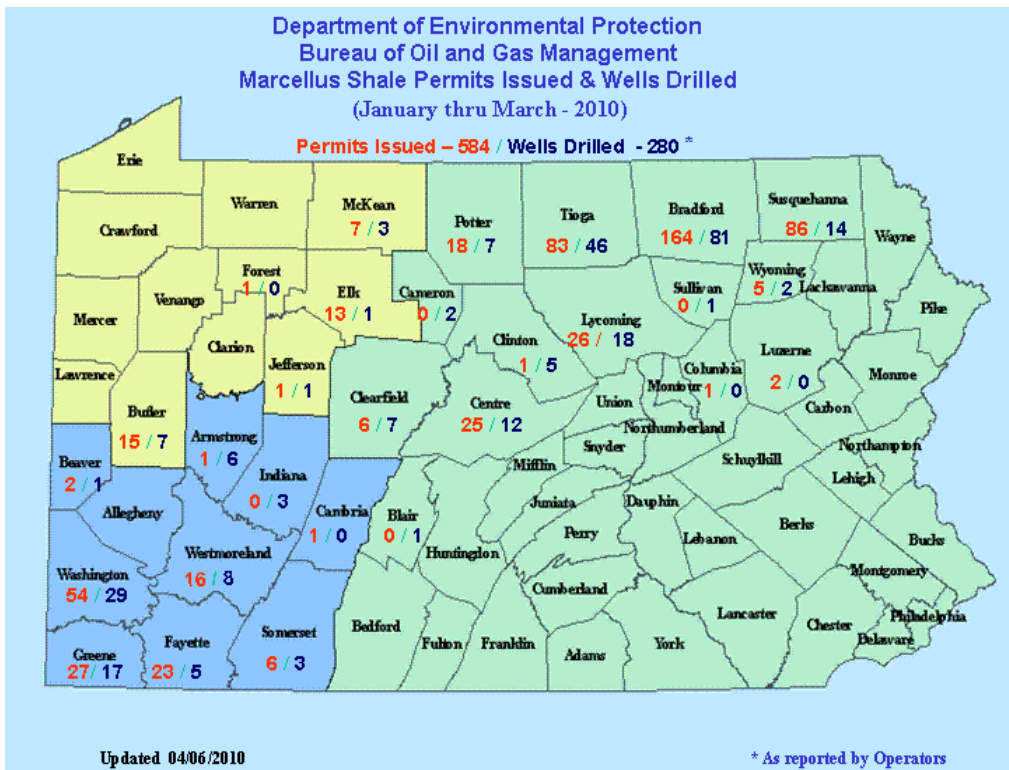 Department of Environmental Protection
Bureau of Oil and Gas Management
Marcellus Shale Permits Issued & Wells Drilled
(January thru March - 2010)
Permits Issued – 584 / Wells Drilled - 280 *
Erie
Warren
McKean
7 / 3
Potter
18 / 7
Tioga
83 / 46
Bradford
164 / 81
Susquehanna
86 / 14
Wayne
Crawford
Forest
1 / 0
Elk
13 / 1
Cameron
0 / 2
Sullivan
0 / 1
Wyoming
5 / 2
Lackawanna
Pike
Mercer
Venango
Clarion
Jefferson
1 / 1
Clinton
1 / 5
Lycoming
26 / 18
Columbia
1 / 0
Luzerne
2 / 0
Monroe
Lawrence
Butler
15 / 7
Clearfield
6 / 7
Centre
25 / 12
Union
Montour
Northumberland
Carbon
Armstrong
1 / 6
Snyder
Mifflin
Schuylkill
Northampton
Lehigh
Beaver
2 / 1
Allegheny
Indiana
0 / 3
Cambria
1 / 0
Blair
0 / 1
Huntingdon
Juniata
Perry
Dauphin
Lebanon
Berks
Bucks
Washington
54 / 29
Westmoreland
16 / 8
Cumberland
Montgomery
Philadelphia
Greene
27 / 17
Fayette
23 / 5
Somerset
6 / 3
Bedford
Fulton
Franklin
Adams
York
Lancaster
Chester
Delaware
Updated 04/06/2010
* As reported by Operators